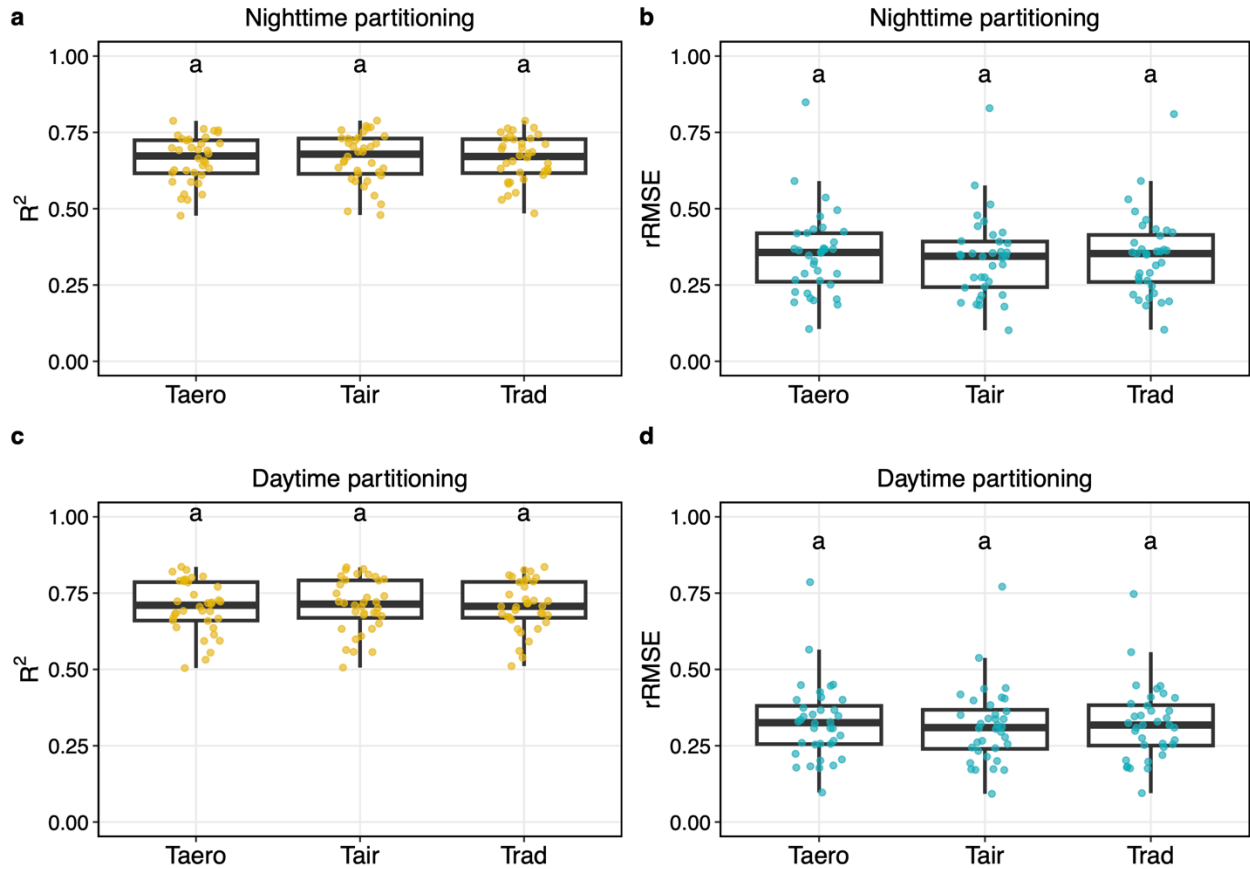 a
Nighttime partitioning
1.00
0.75
0.50
0.25
0.00
R²
a a a
Taero Tair Trad
b
Nighttime partitioning
1.00
0.75
0.50
0.25
0.00
rRMSE
a a a
Taero Tair Trad
c
Daytime partitioning
1.00
0.75
0.50
0.25
0.00
R²
a a a
Taero Tair Trad
d
Daytime partitioning
1.00
0.75
0.50
0.25
0.00
rRMSE
a a a
Taero Tair Trad